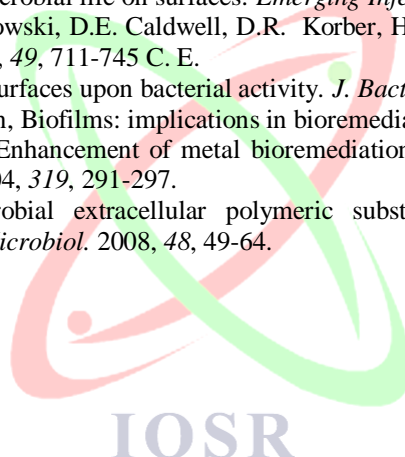 crobial life on surfaces. Emerging Infe
owski, D.E. Caldwell, D.R. Korber, H
, 49, 711-745 C. E.
urfaces upon bacterial activity. J. Bact
n, Biofilms: implications in bioremedia
Enhancement of metal bioremediation
04, 319, 291-297.
robial extracellular polymeric subst
icrobiol. 2008, 48, 49-64.
IOSR